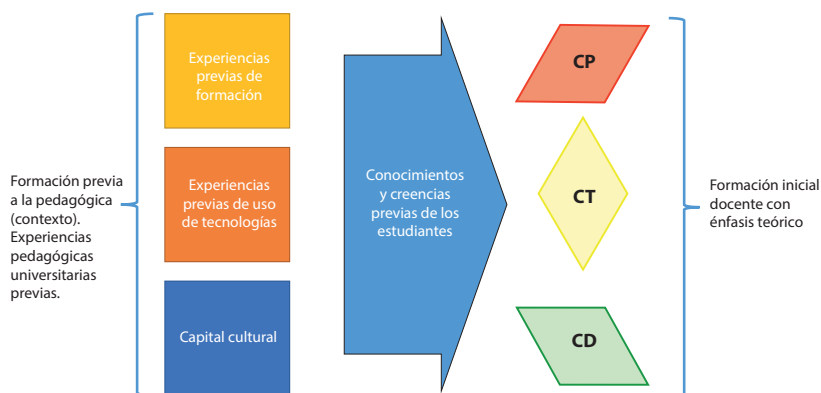 Formación previa
a la pedagógica
(contexto).
Experiencias
pedagógicas
universitarias
previas.
Experiencias
previas de
formación
Experiencias
previas de uso
de tecnologías
Capital cultural
Conocimientos
y creencias
previas de los
estudiantes
CP
CT
CD
Formación inicial
docente con
énfasis teórico